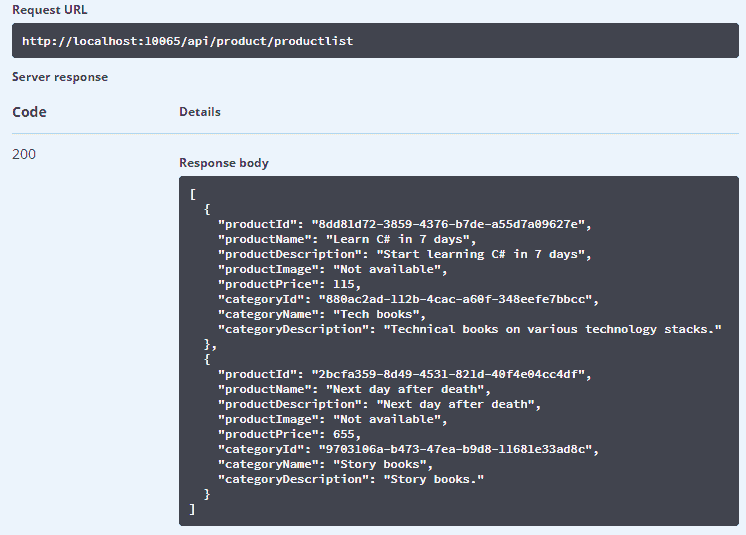 Request URL
http://localhost:10065/api/product/productlist
Server response
Code Details
200
Response body
[
  {
    "productId": "8dd81d72-3859-4376-b7de-a55d7a09627e",
    "productName": "Learn C# in 7 days",
    "productDescription": "Start learning C# in 7 days",
    "productImage": "Not available",
    "productPrice": 115,
    "categoryId": "880ac2ad-112b-4cac-a60f-348eefe7bbcc",
    "categoryName": "Tech books",
    "categoryDescription": "Technical books on various technology stacks."
  },
  {
    "productId": "2bcfa359-8d49-4531-821d-40f4e04cc4df",
    "productName": "Next day after death",
    "productDescription": "Next day after death",
    "productImage": "Not available",
    "productPrice": 655,
    "categoryId": "9703106a-b473-47ea-b9d8-11681e33ad8c",
    "categoryName": "Story books",
    "categoryDescription": "Story books."
  }
]